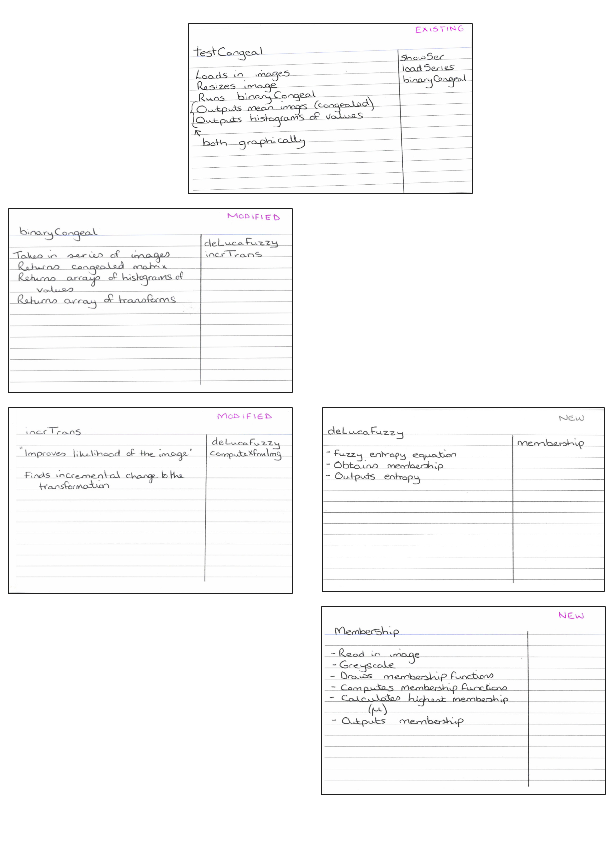 EXISTING
testCongeal
Loads in images
Resizes image
Runs binaryCongeal
Outputs mean image (congealed)
Outputs histograms of values
both graphically
showSer
loadSeries
binaryCongeal
MODIFIED
binaryCongeal
Takes in series of images
Returns congealed matrix
Returns arrays of histograms of
values
Returns array of transforms
deLucaFuzzy
incrTrans
MODIFIED
incrTrans
"Improves likelihood of the image"
Finds incremental change to the
transformation
deLucaFuzzy
computeXfmdImg
NEW
deLucaFuzzy
- Fuzzy entropy equation
- Obtains membership
- Outputs entropy
membership
NEW
Membership
- Read in image
- Greyscale
- Draws membership functions
- Computes membership functions
- Calculates highest membership
(μ)
- Outputs membership